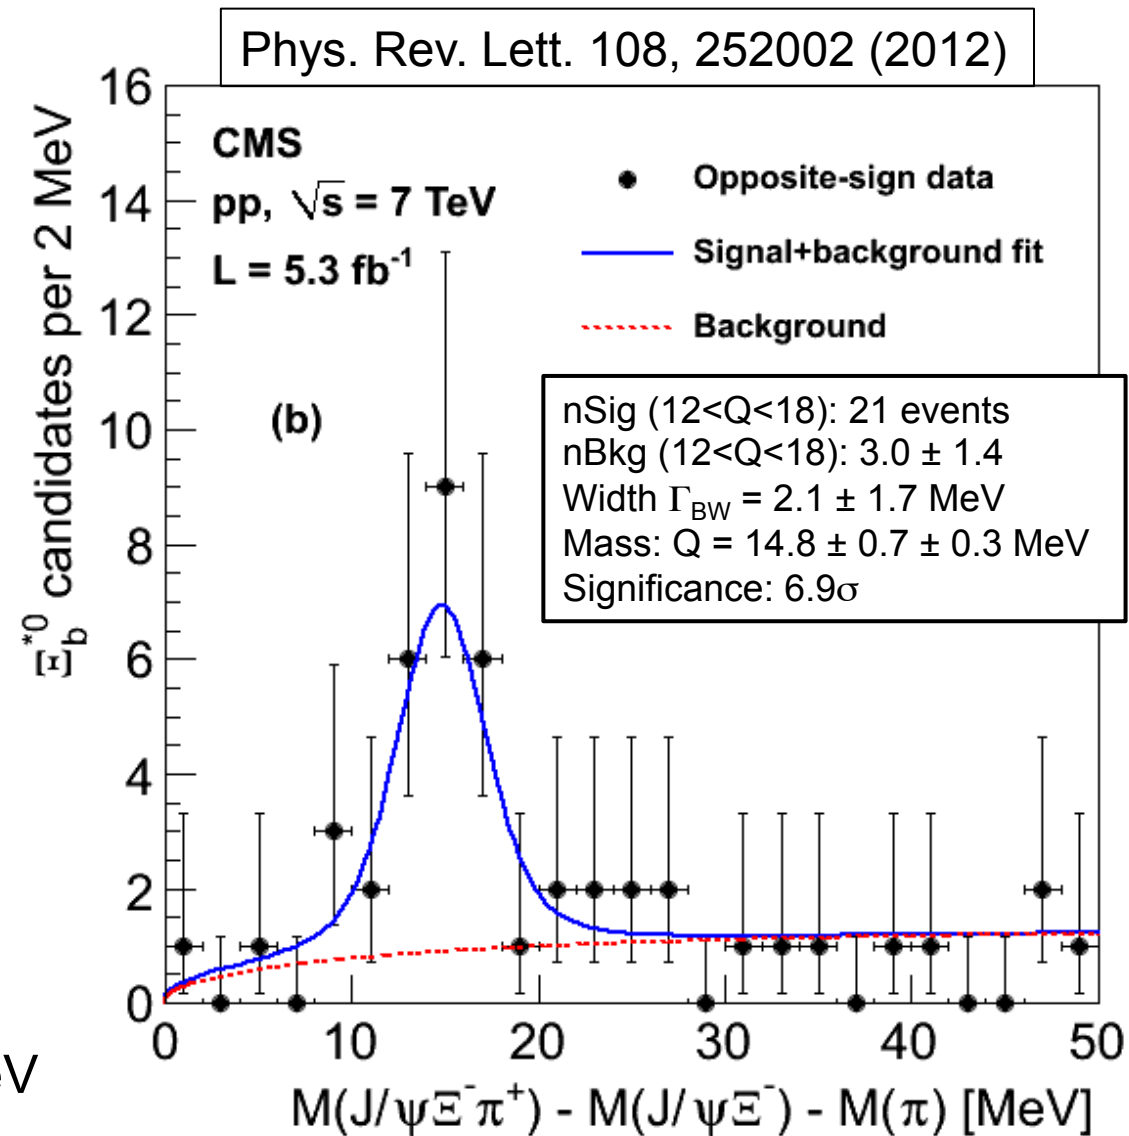 Phys. Rev. Lett. 108, 252002 (2012)
Ξb*0 candidates per 2 MeV
16
14
12
10
8
6
4
2
0
CMS
pp, √s = 7 TeV
L = 5.3 fb-1
(b)
Opposite-sign data
Signal+background fit
Background
nSig (12<Q<18): 21 events
nBkg (12<Q<18): 3.0 ± 1.4
Width ΓBW = 2.1 ± 1.7 MeV
Mass: Q = 14.8 ± 0.7 ± 0.3 MeV
Significance: 6.9σ
0 10 20 30 40 50
M(J/ψΞ-π+) - M(J/ψΞ-) - M(π) [MeV]